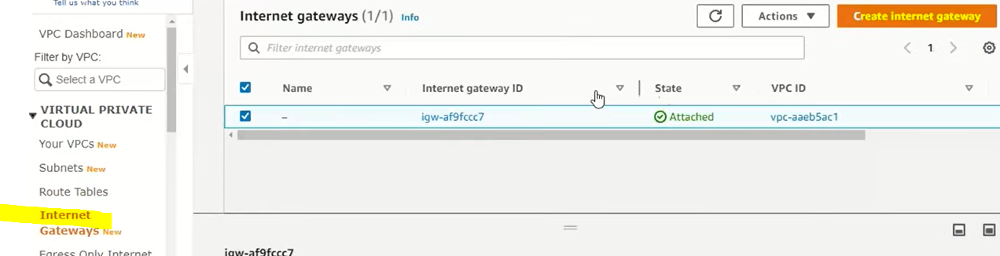 Tell us what you think
VPC Dashboard New
Filter by VPC:
Select a VPC
VIRTUAL PRIVATE
CLOUD
Your VPCs New
Subnets New
Route Tables
Internet
Gateways New
Egress Only Internet
Internet gateways (1/1) Info
Actions
Create internet gateway
Filter internet gateways
1
Name Internet gateway ID State VPC ID
– igw-af9fccc7 Attached vpc-aaeb5ac1
igw-af9fccc7